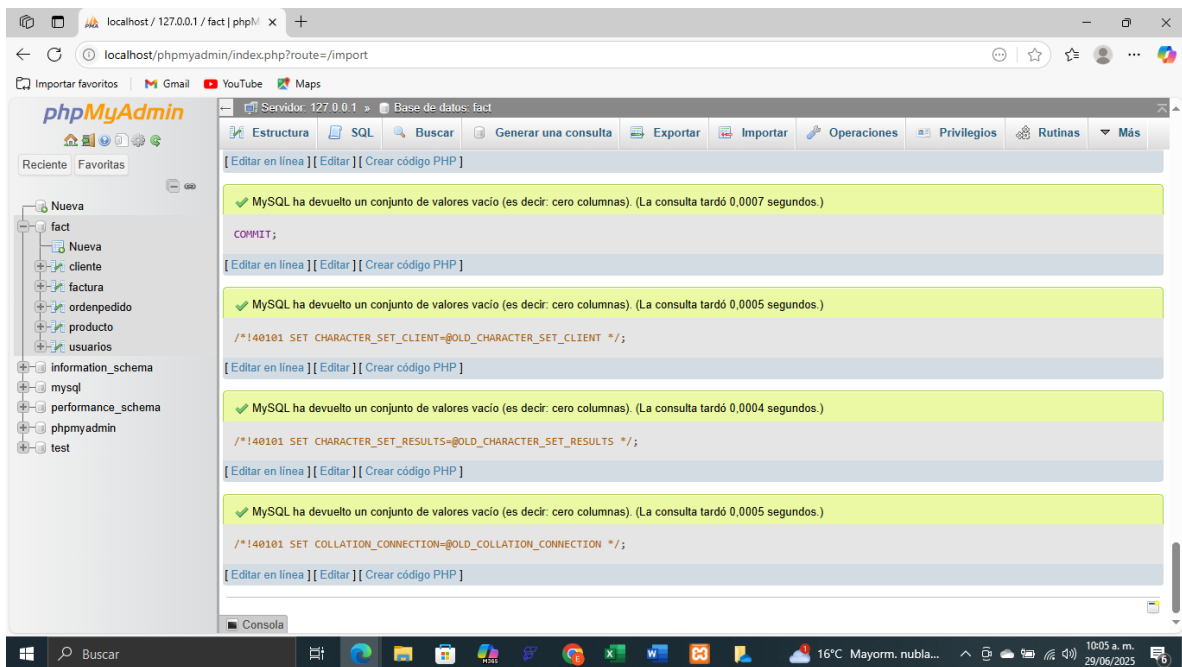 localhost / 127.0.0.1 / fact | phpM
localhost/phpmyadmin/index.php?route=/import
Importar favoritos Gmail YouTube Maps
phpMyAdmin
Reciente Favoritas
Nueva
fact
Nueva
cliente
factura
ordenpedido
producto
usuarios
information_schema
mysql
performance_schema
phpmyadmin
test
Servidor: 127.0.0.1 » Base de datos: fact
Estructura SQL Buscar Generar una consulta Exportar Importar Operaciones Privilegios Rutinas Más
[ Editar en línea ] [ Editar ] [ Crear código PHP ]
MySQL ha devuelto un conjunto de valores vacío (es decir: cero columnas). (La consulta tardó 0,0007 segundos.)
COMMIT;
[ Editar en línea ] [ Editar ] [ Crear código PHP ]
MySQL ha devuelto un conjunto de valores vacío (es decir: cero columnas). (La consulta tardó 0,0005 segundos.)
/*!40101 SET CHARACTER_SET_CLIENT=@OLD_CHARACTER_SET_CLIENT */;
[ Editar en línea ] [ Editar ] [ Crear código PHP ]
MySQL ha devuelto un conjunto de valores vacío (es decir: cero columnas). (La consulta tardó 0,0004 segundos.)
/*!40101 SET CHARACTER_SET_RESULTS=@OLD_CHARACTER_SET_RESULTS */;
[ Editar en línea ] [ Editar ] [ Crear código PHP ]
MySQL ha devuelto un conjunto de valores vacío (es decir: cero columnas). (La consulta tardó 0,0005 segundos.)
/*!40101 SET COLLATION_CONNECTION=@OLD_COLLATION_CONNECTION */;
[ Editar en línea ] [ Editar ] [ Crear código PHP ]
Consola
Buscar
16°C Mayorm. nubla...
10:05 a. m.
29/06/2025